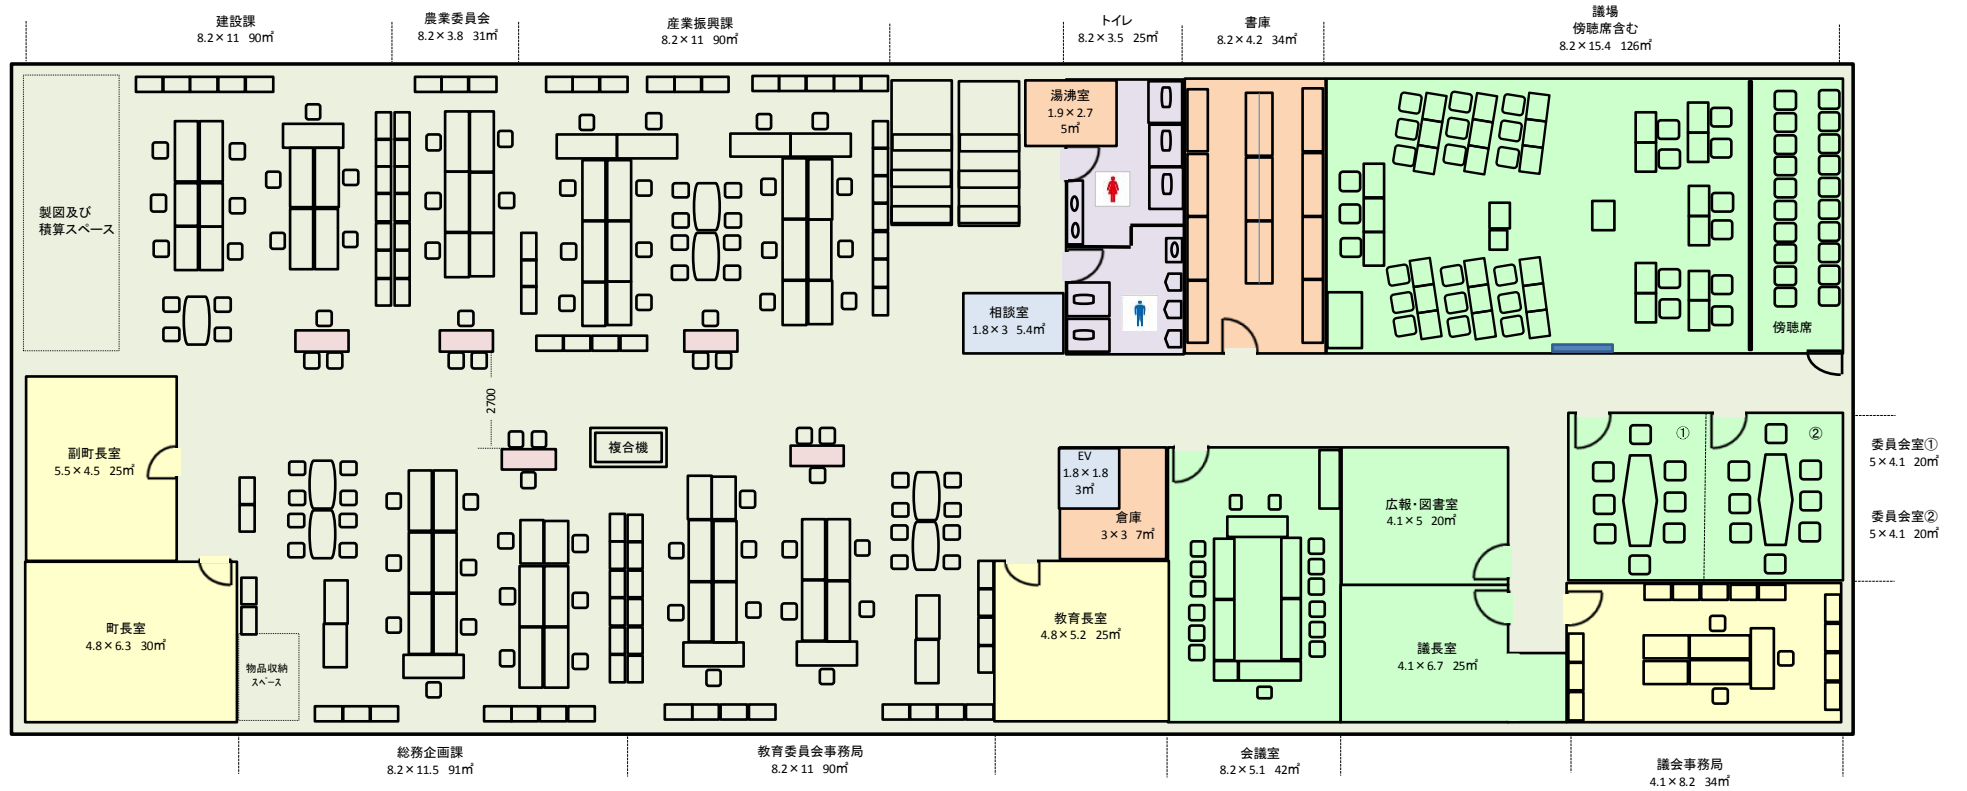 建設課
8.2×11 90㎡
農業委員会
8.2×3.8 31㎡
産業振興課
8.2×11 90㎡
トイレ
8.2×3.5 25㎡
書庫
8.2×4.2 34㎡
議場
傍聴席含む
8.2×15.4 126㎡
湯沸室
1.9×2.7
5㎡
製図及び
積算スペース
相談室
1.8×3 5.4㎡
傍聴席
2700
副町長室
5.5×4.5 25㎡
複合機
EV
1.8×1.8
3㎡
倉庫
3×3 7㎡
広報・図書室
4.1×5 20㎡
①
②
委員会室①
5×4.1 20㎡
委員会室②
5×4.1 20㎡
町長室
4.8×6.3 30㎡
物品収納
スペース
教育長室
4.8×5.2 25㎡
議長室
4.1×6.7 25㎡
総務企画課
8.2×11.5 91㎡
教育委員会事務局
8.2×11 90㎡
会議室
8.2×5.1 42㎡
議会事務局
4.1×8.2 34㎡